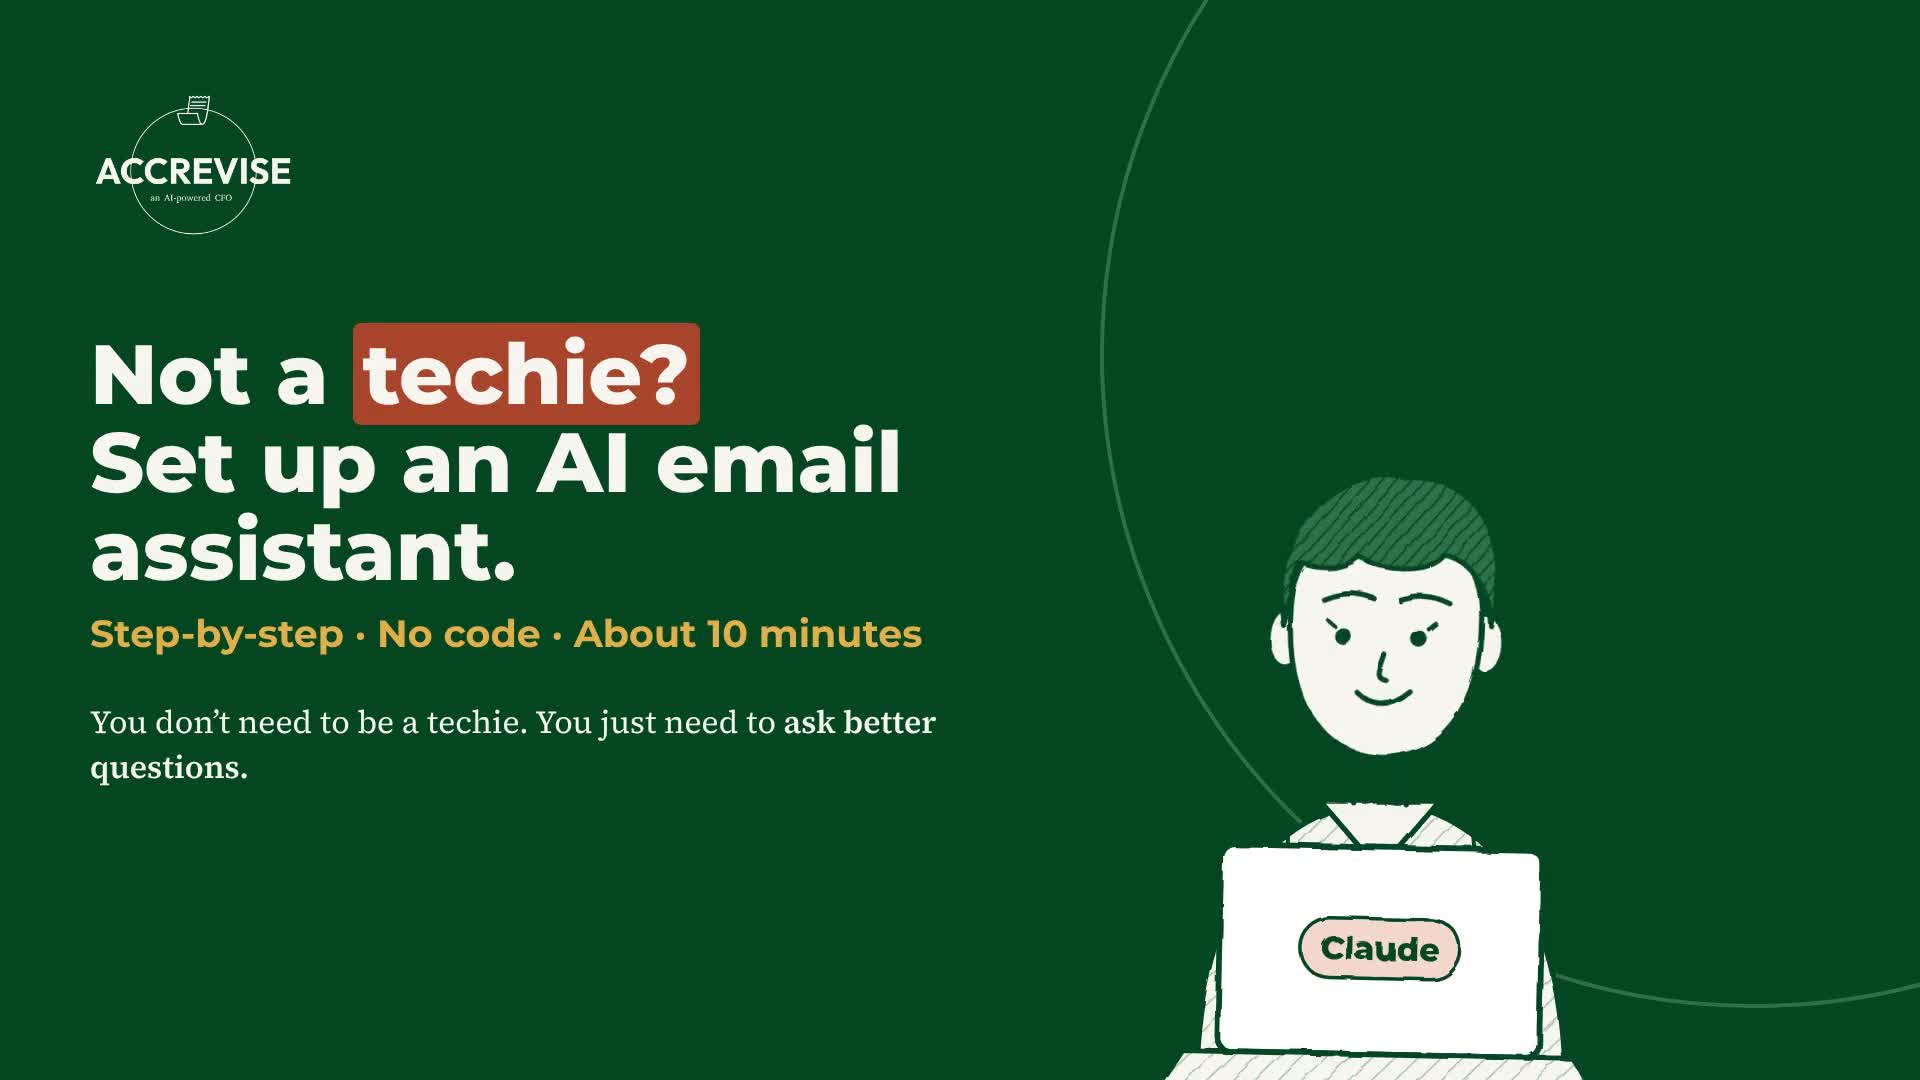 ACCREVISE
an AI-powered CFO
Not a techie?
Set up an AI email
assistant.
Step-by-step · No code · About 10 minutes
You don’t need to be a techie. You just need to ask better
questions.
Claude